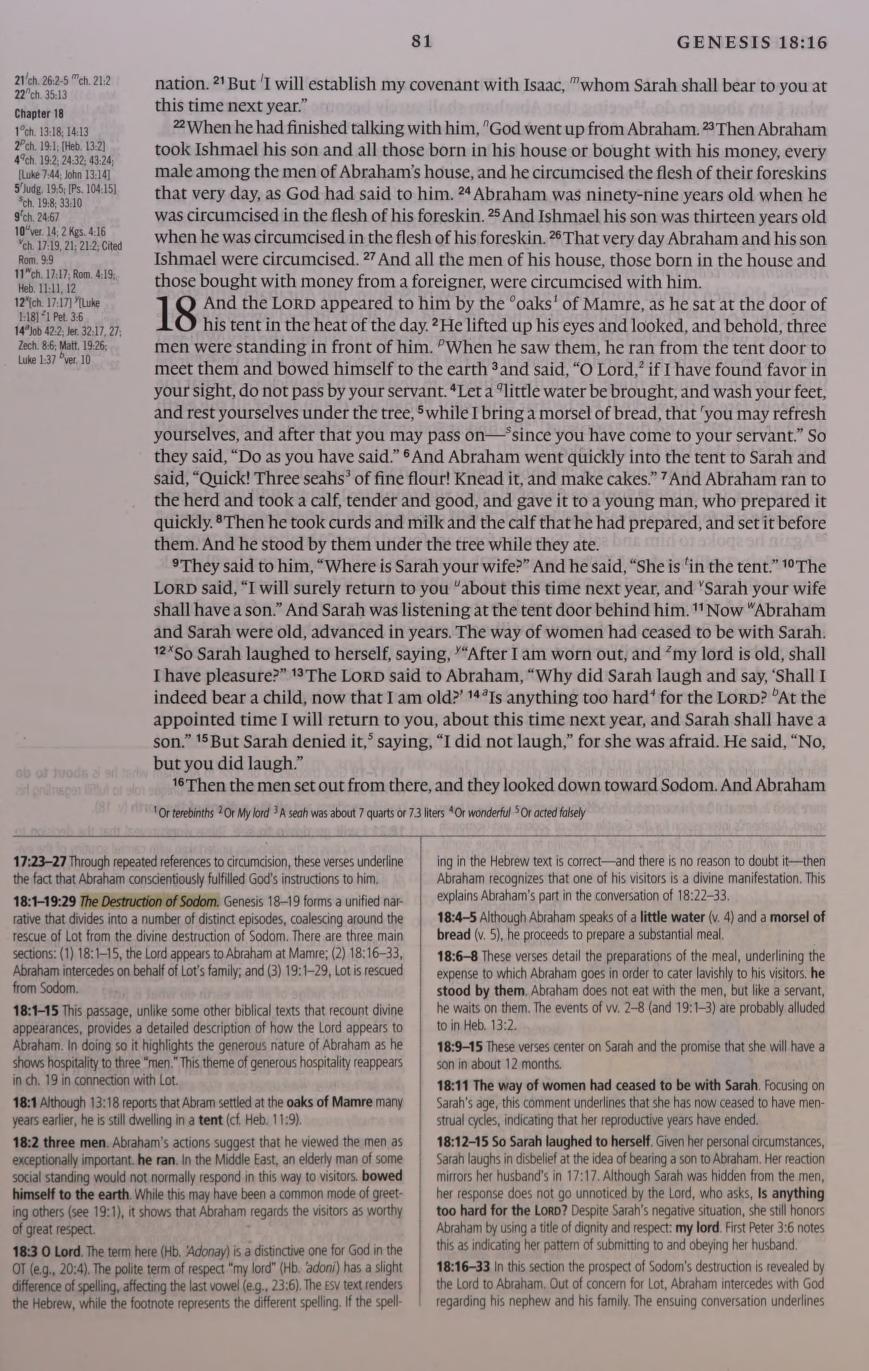 81
GENESIS 18:16
21 l ch. 26:2-5 m ch. 21:2
22 n ch. 35:13
Chapter 18
1 o ch. 13:18; 14:13
2 p ch. 19:1; [Heb. 13:2]
4 q ch. 19:2; 24:32; 43:24;
[Luke 7:44; John 13:14]
5 r Judg. 19:5; [Ps. 104:15]
s ch. 19:8; 33:10
9 t ch. 24:67
10 u ver. 14; 2 Kgs. 4:16
v ch. 17:19, 21; 21:2; Cited
Rom. 9:9
11 w ch. 17:17; Rom. 4:19;
Heb. 11:11, 12
12 x [ch. 17:17] y [Luke
1:18] z 1 Pet. 3:6
14 a Job 42:2; Jer. 32:17, 27;
Zech. 8:6; Matt. 19:26;
Luke 1:37 b ver. 10
nation. 21 But l I will establish my covenant with Isaac, m whom Sarah shall bear to you at
this time next year.”
22 When he had finished talking with him, n God went up from Abraham. 23 Then Abraham
took Ishmael his son and all those born in his house or bought with his money, every
male among the men of Abraham’s house, and he circumcised the flesh of their foreskins
that very day, as God had said to him. 24 Abraham was ninety-nine years old when he
was circumcised in the flesh of his foreskin. 25 And Ishmael his son was thirteen years old
when he was circumcised in the flesh of his foreskin. 26 That very day Abraham and his son
Ishmael were circumcised. 27 And all the men of his house, those born in the house and
those bought with money from a foreigner, were circumcised with him.
18 And the LORD appeared to him by the o oaks 1 of Mamre, as he sat at the door of
his tent in the heat of the day. 2 He lifted up his eyes and looked, and behold, three
men were standing in front of him. p When he saw them, he ran from the tent door to
meet them and bowed himself to the earth 3 and said, “O Lord, 2 if I have found favor in
your sight, do not pass by your servant. 4 Let a q little water be brought, and wash your feet,
and rest yourselves under the tree, 5 while I bring a morsel of bread, that r you may refresh
yourselves, and after that you may pass on— s since you have come to your servant.” So
they said, “Do as you have said.” 6 And Abraham went quickly into the tent to Sarah and
said, “Quick! Three seahs 3 of fine flour! Knead it, and make cakes.” 7 And Abraham ran to
the herd and took a calf, tender and good, and gave it to a young man, who prepared it
quickly. 8 Then he took curds and milk and the calf that he had prepared, and set it before
them. And he stood by them under the tree while they ate.
9 They said to him, “Where is Sarah your wife?” And he said, “She is t in the tent.” 10 The
LORD said, “I will surely return to you u about this time next year, and v Sarah your wife
shall have a son.” And Sarah was listening at the tent door behind him. 11 Now w Abraham
and Sarah were old, advanced in years. The way of women had ceased to be with Sarah.
12 x So Sarah laughed to herself, saying, y “After I am worn out, and z my lord is old, shall
I have pleasure?” 13 The LORD said to Abraham, “Why did Sarah laugh and say, ‘Shall I
indeed bear a child, now that I am old?’ 14 a Is anything too hard 4 for the LORD? b At the
appointed time I will return to you, about this time next year, and Sarah shall have a
son.” 15 But Sarah denied it, 5 saying, “I did not laugh,” for she was afraid. He said, “No,
but you did laugh.”
16 Then the men set out from there, and they looked down toward Sodom. And Abraham
1 Or terebinths 2 Or My lord 3 A seah was about 7 quarts or 7.3 liters 4 Or wonderful 5 Or acted falsely
17:23–27 Through repeated references to circumcision, these verses underline
the fact that Abraham conscientiously fulfilled God’s instructions to him.
18:1–19:29 The Destruction of Sodom. Genesis 18–19 forms a unified nar-
rative that divides into a number of distinct episodes, coalescing around the
rescue of Lot from the divine destruction of Sodom. There are three main
sections: (1) 18:1–15, the Lord appears to Abraham at Mamre; (2) 18:16–33,
Abraham intercedes on behalf of Lot’s family; and (3) 19:1–29, Lot is rescued
from Sodom.
18:1–15 This passage, unlike some other biblical texts that recount divine
appearances, provides a detailed description of how the Lord appears to
Abraham. In doing so it highlights the generous nature of Abraham as he
shows hospitality to three “men.” This theme of generous hospitality reappears
in ch. 19 in connection with Lot.
18:1 Although 13:18 reports that Abram settled at the oaks of Mamre many
years earlier, he is still dwelling in a tent (cf. Heb. 11:9).
18:2 three men. Abraham’s actions suggest that he viewed the men as
exceptionally important. he ran. In the Middle East, an elderly man of some
social standing would not normally respond in this way to visitors. bowed
himself to the earth. While this may have been a common mode of greet-
ing others (see 19:1), it shows that Abraham regards the visitors as worthy
of great respect.
18:3 O Lord. The term here (Hb. ’Adonay) is a distinctive one for God in the
OT (e.g., 20:4). The polite term of respect “my lord” (Hb. ’adoni) has a slight
difference of spelling, affecting the last vowel (e.g., 23:6). The ESV text renders
the Hebrew, while the footnote represents the different spelling. If the spell-
ing in the Hebrew text is correct—and there is no reason to doubt it—then
Abraham recognizes that one of his visitors is a divine manifestation. This
explains Abraham’s part in the conversation of 18:22–33.
18:4–5 Although Abraham speaks of a little water (v. 4) and a morsel of
bread (v. 5), he proceeds to prepare a substantial meal.
18:6–8 These verses detail the preparations of the meal, underlining the
expense to which Abraham goes in order to cater lavishly to his visitors. he
stood by them. Abraham does not eat with the men, but like a servant,
he waits on them. The events of vv. 2–8 (and 19:1–3) are probably alluded
to in Heb. 13:2.
18:9–15 These verses center on Sarah and the promise that she will have a
son in about 12 months.
18:11 The way of women had ceased to be with Sarah. Focusing on
Sarah’s age, this comment underlines that she has now ceased to have men-
strual cycles, indicating that her reproductive years have ended.
18:12–15 So Sarah laughed to herself. Given her personal circumstances,
Sarah laughs in disbelief at the idea of bearing a son to Abraham. Her reaction
mirrors her husband’s in 17:17. Although Sarah was hidden from the men,
her response does not go unnoticed by the Lord, who asks, Is anything
too hard for the LORD? Despite Sarah’s negative situation, she still honors
Abraham by using a title of dignity and respect: my lord. First Peter 3:6 notes
this as indicating her pattern of submitting to and obeying her husband.
18:16–33 In this section the prospect of Sodom’s destruction is revealed by
the Lord to Abraham. Out of concern for Lot, Abraham intercedes with God
regarding his nephew and his family. The ensuing conversation underlines